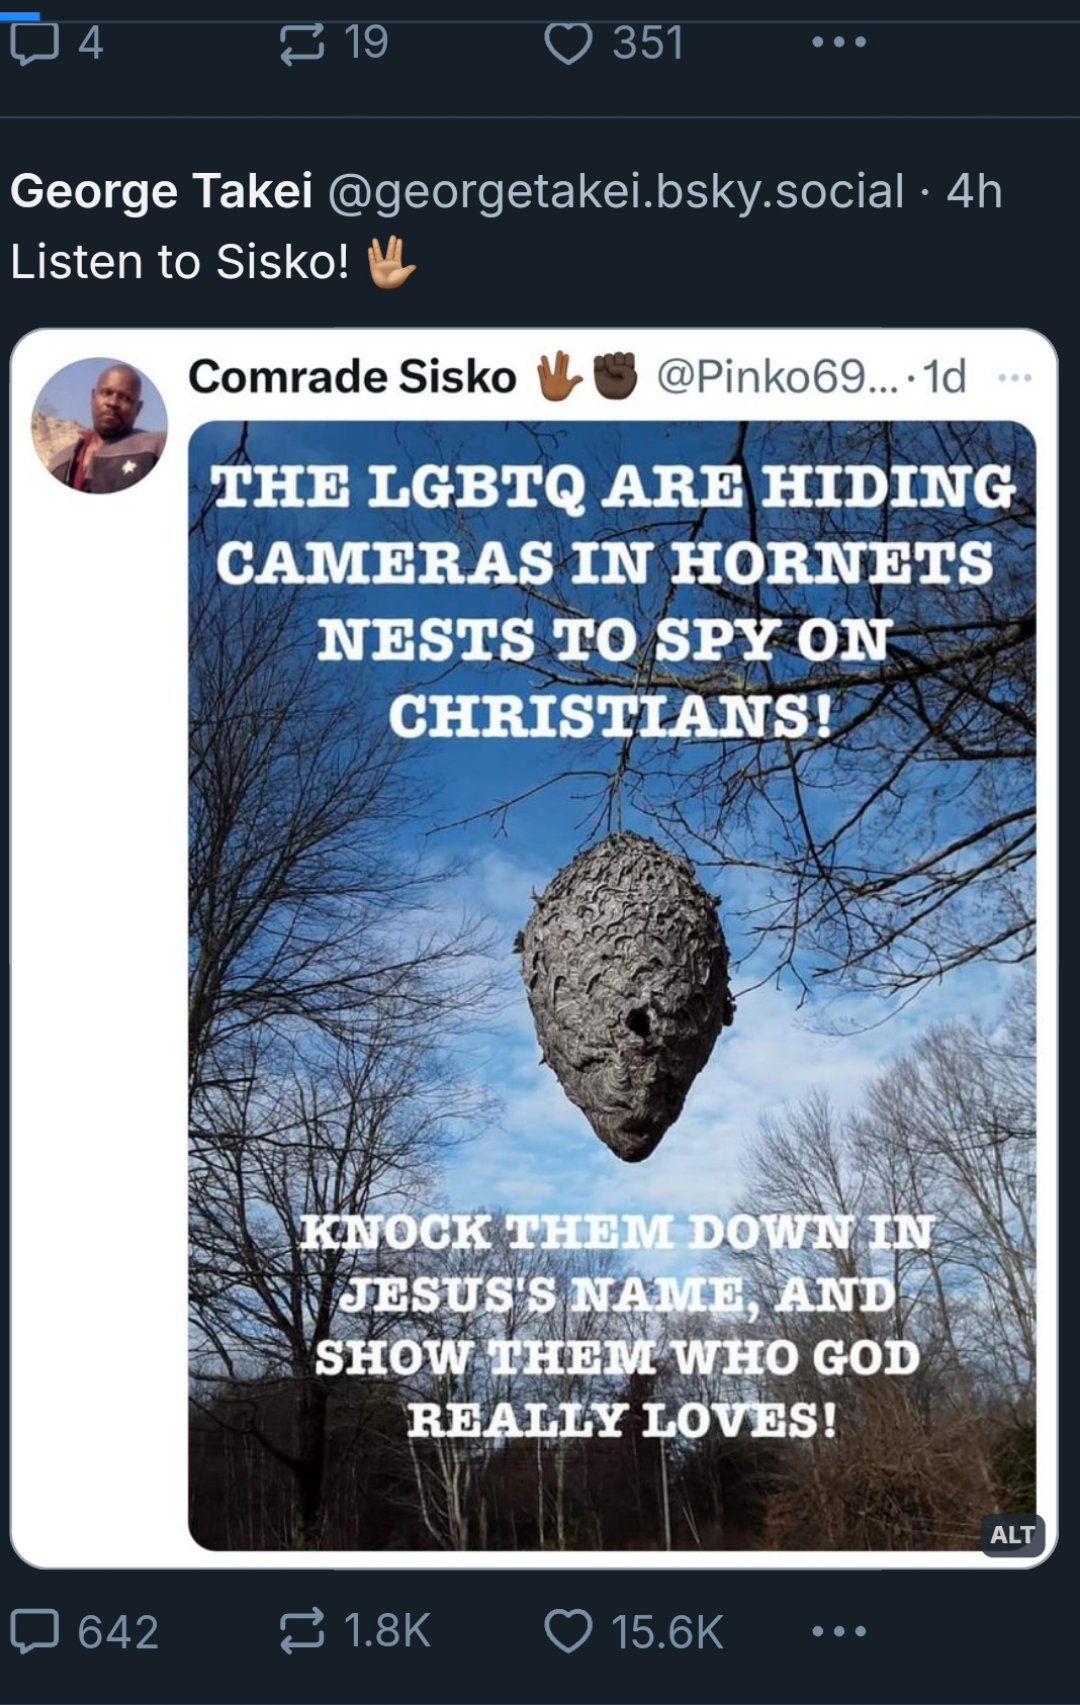 4 19 351
George Takei @georgetakei.bsky.social · 4h
Listen to Sisko! 🖖🏽
Comrade Sisko 🖖🏾✊🏿 @Pinko69... · 1d
THE LGBTQ ARE HIDING
CAMERAS IN HORNETS
NESTS TO SPY ON
CHRISTIANS!
KNOCK THEM DOWN IN
JESUS'S NAME, AND
SHOW THEM WHO GOD
REALLY LOVES!
ALT
642 1.8K 15.6K